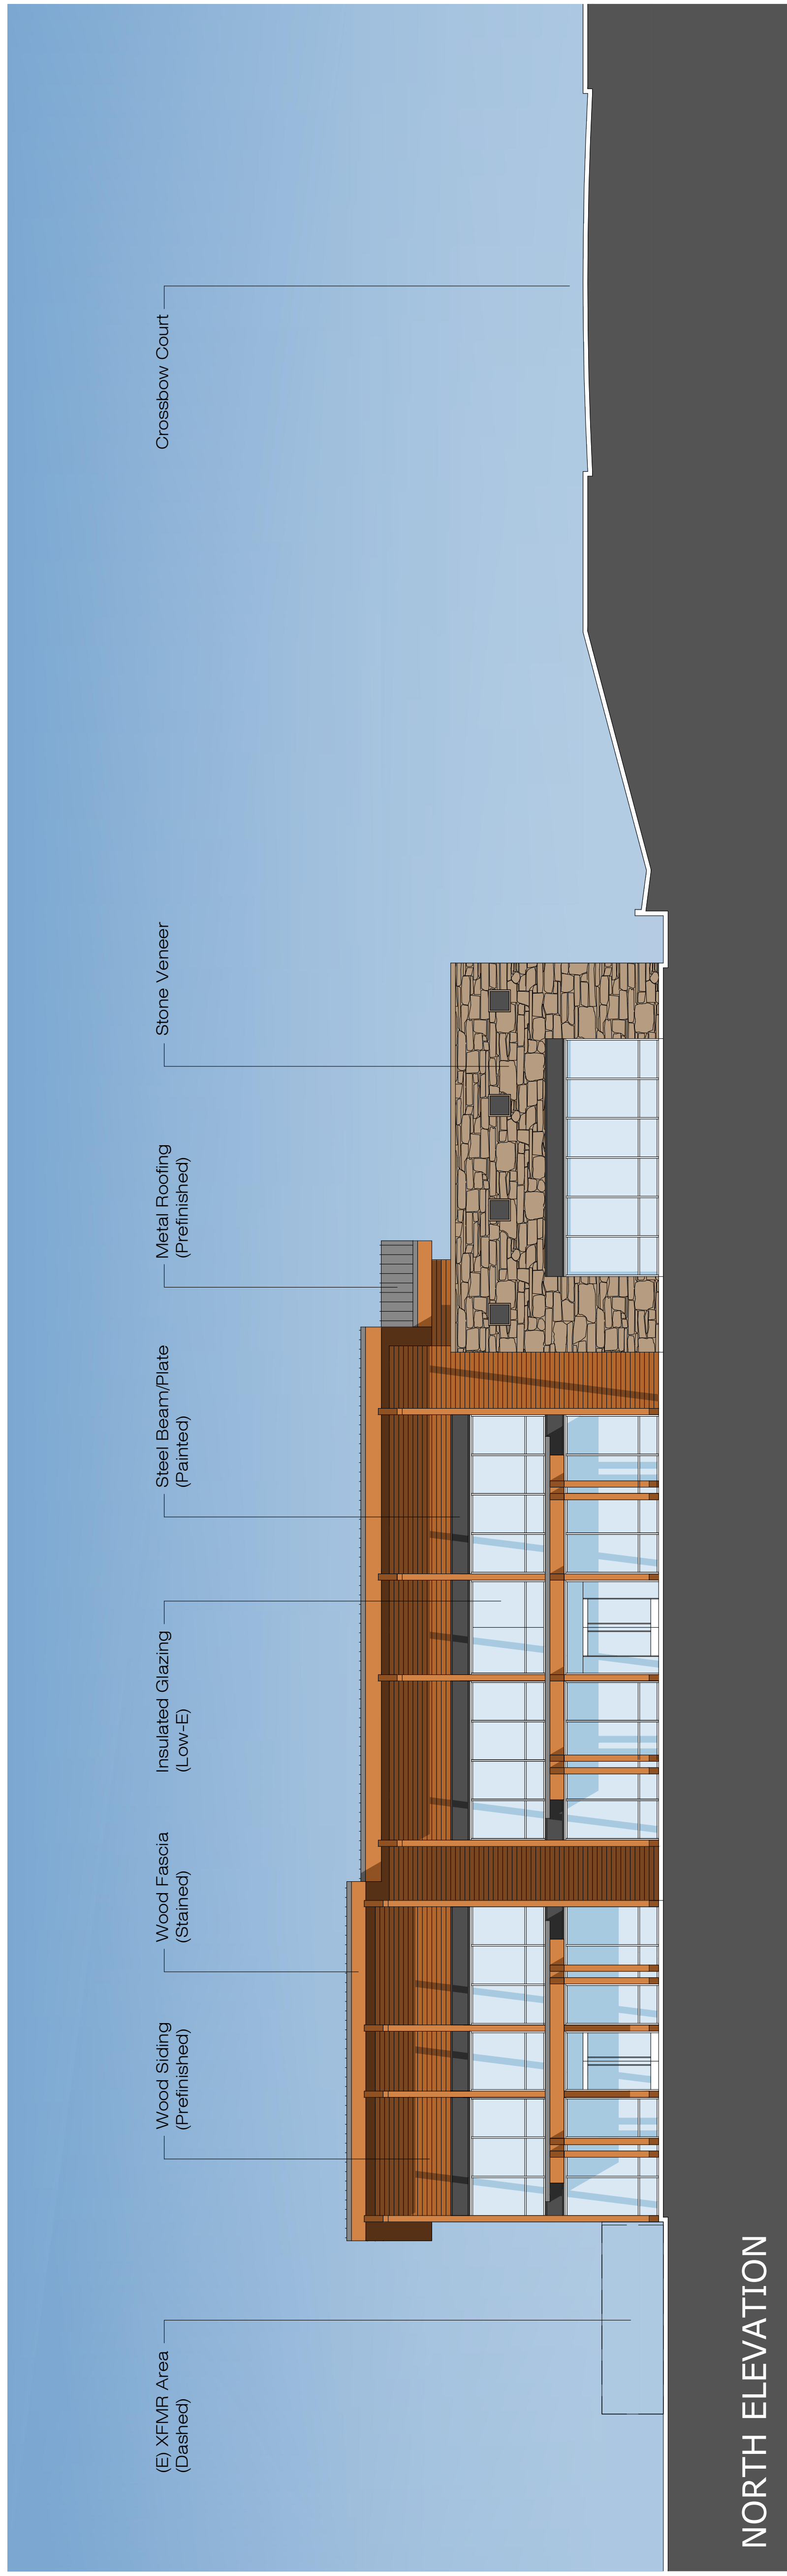 (E) XFMR Area
(Dashed)
Wood Siding
(Prefinished)
Wood Fascia
(Stained)
Insulated Glazing
(Low-E)
Steel Beam/Plate
(Painted)
Metal Roofing
(Prefinished)
Stone Veneer
Crossbow Court
NORTH ELEVATION